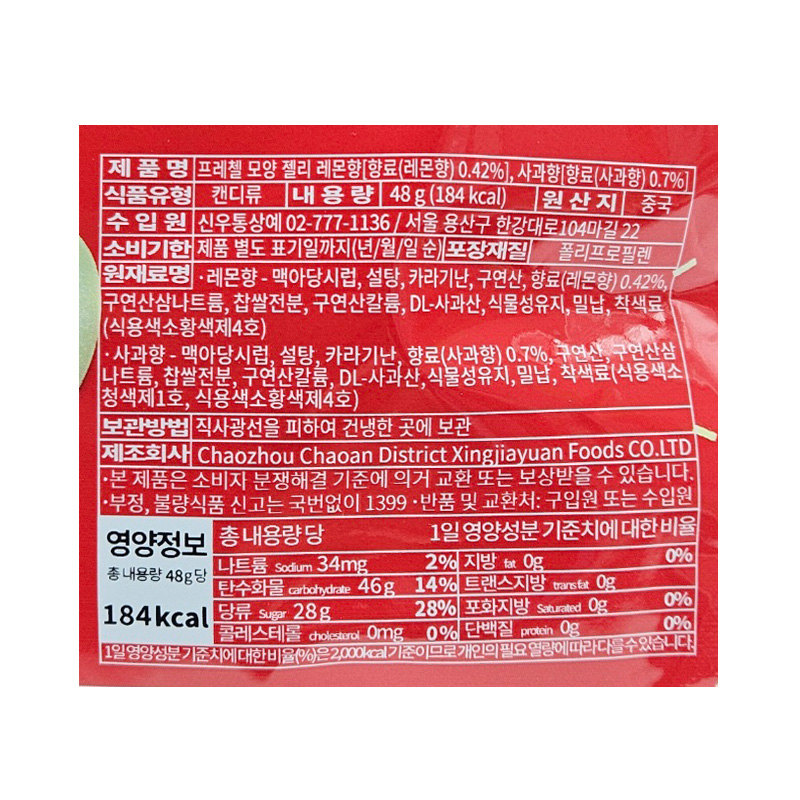 제 품 명 프레첼 모양 젤리 레몬향[향료(레몬향) 0.42%], 사과향[향료(사과향) 0.7%]
식품유형 캔디류 내 용 량 48 g (184 kcal) 원 산 지 중국
수 입 원 신우통상예 02-777-1136 / 서울 용산구 한강대로104마길 22
소비기한 제품 별도 표기일까지(년/월/일 순) 포장재질 폴리프로필렌
원재료명 · 레몬향 - 맥아당시럽, 설탕, 카라기난, 구연산, 향료(레몬향) 0.42%,
구연산삼나트륨, 찹쌀전분, 구연산칼륨, DL-사과산, 식물성유지, 밀납, 착색료
(식용색소황색제4호)
· 사과향 - 맥아당시럽, 설탕, 카라기난, 향료(사과향) 0.7%, 구연산, 구연산삼
나트륨, 찹쌀전분, 구연산칼륨, DL-사과산, 식물성유지, 밀납, 착색료(식용색소
청색제1호, 식용색소황색제4호)
보관방법 직사광선을 피하여 건냉한 곳에 보관
제조회사 Chaozhou Chaoan District Xingjiayuan Foods CO.LTD
·본 제품은 소비자 분쟁해결 기준에 의거 교환 또는 보상받을 수 있습니다.
·부정, 불량식품 신고는 국번없이 1399 ·반품 및 교환처: 구입원 또는 수입원
영양정보 총 내용량 당 1일 영양성분 기준치에 대한 비율
총 내용량 48g당
184kcal
나트륨 Sodium 34mg 2% 지방 fat 0g 0%
탄수화물 carbohydrate 46g 14% 트랜스지방 trans fat 0g
당류 Sugar 28g 28% 포화지방 Saturated 0g 0%
콜레스테롤 cholesterol 0mg 0% 단백질 protein 0g 0%
1일 영양성분 기준치에 대한 비율(%)은 2,000kcal 기준이므로 개인의 필요 열량에 따라 다를 수 있습니다.